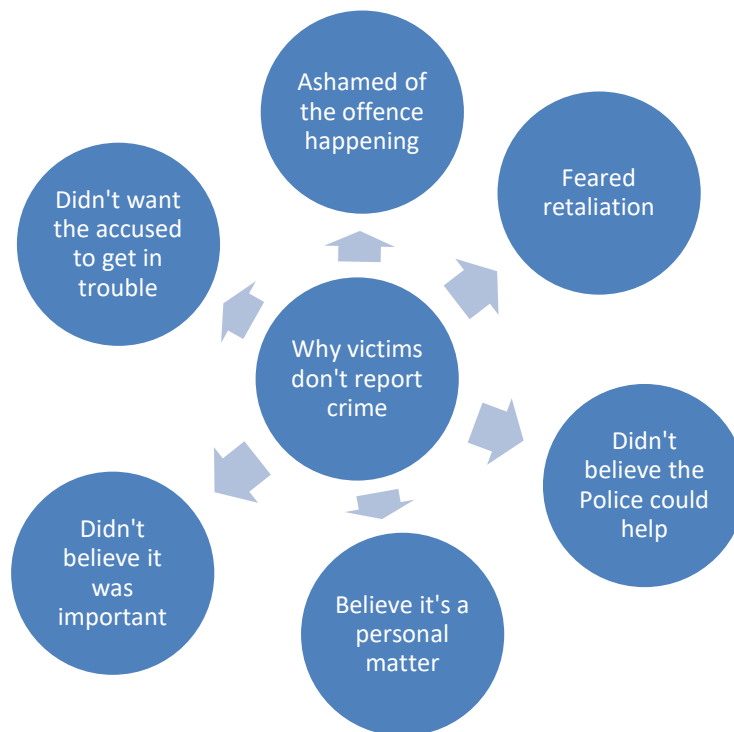 Ashamed of
the offence
happening
Feared
retaliation
Didn't want
the accused
to get in
trouble
Why victims
don't report
crime
Didn't
believe the
Police could
help
Didn't
believe it
was
important
Believe it's a
personal
matter